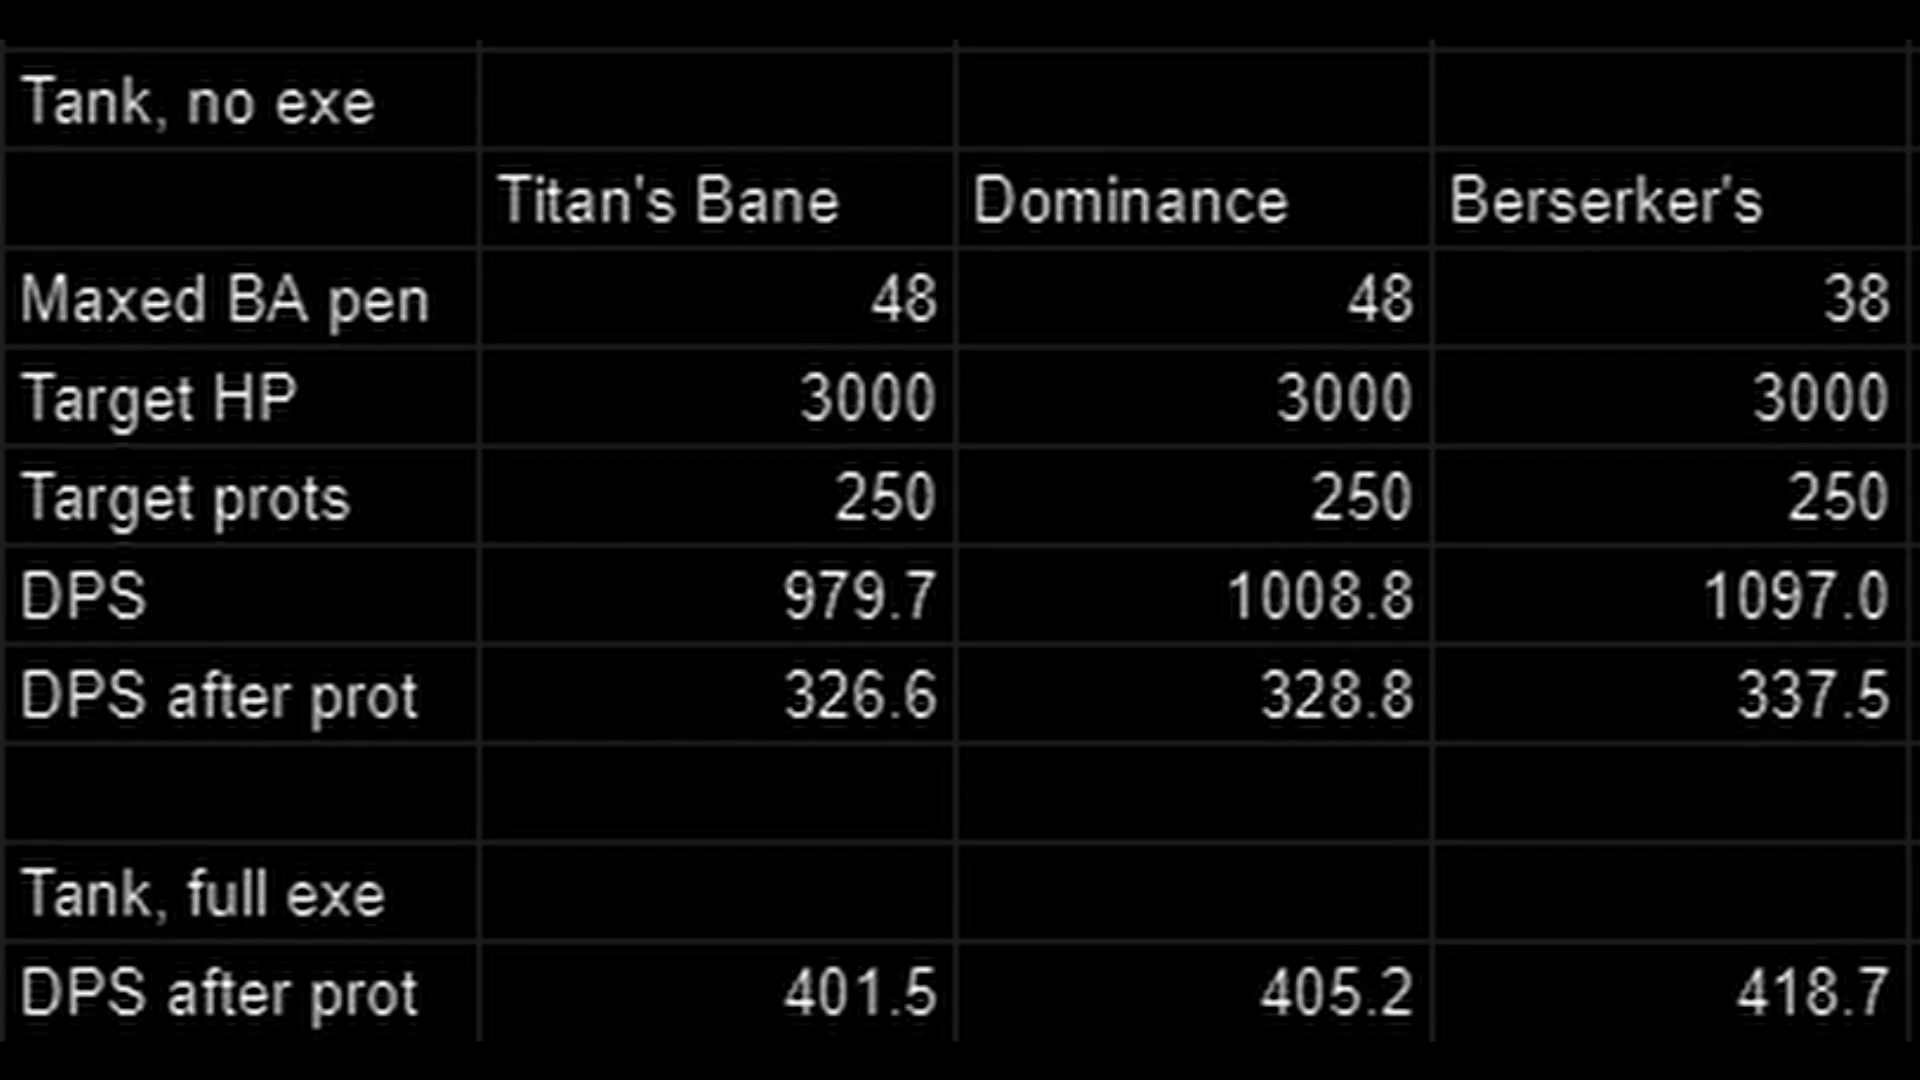 Tank, no exe
Titan's Bane Dominance Berserker's
Maxed BA pen 48 48 38
Target HP 3000 3000 3000
Target prots 250 250 250
DPS 979.7 1008.8 1097.0
DPS after prot 326.6 328.8 337.5
Tank, full exe
DPS after prot 401.5 405.2 418.7